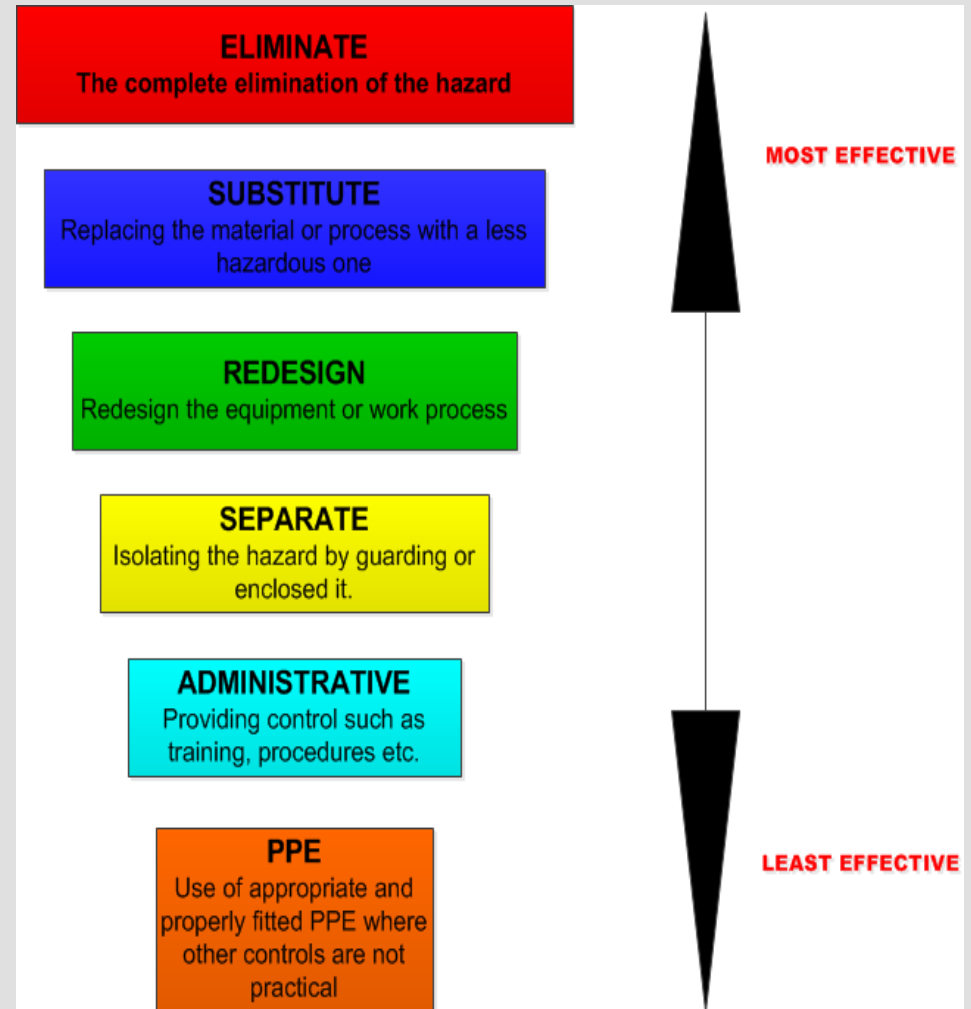 ELIMINATE
The complete elimination of the hazard
MOST EFFECTIVE
SUBSTITUTE
Replacing the material or process with a less
hazardous one
REDESIGN
Redesign the equipment or work process
SEPARATE
Isolating the hazard by guarding or
enclosed it.
ADMINISTRATIVE
Providing control such as
training, procedures etc.
PPE
Use of appropriate and
properly fitted PPE where
other controls are not
practical
LEAST EFFECTIVE